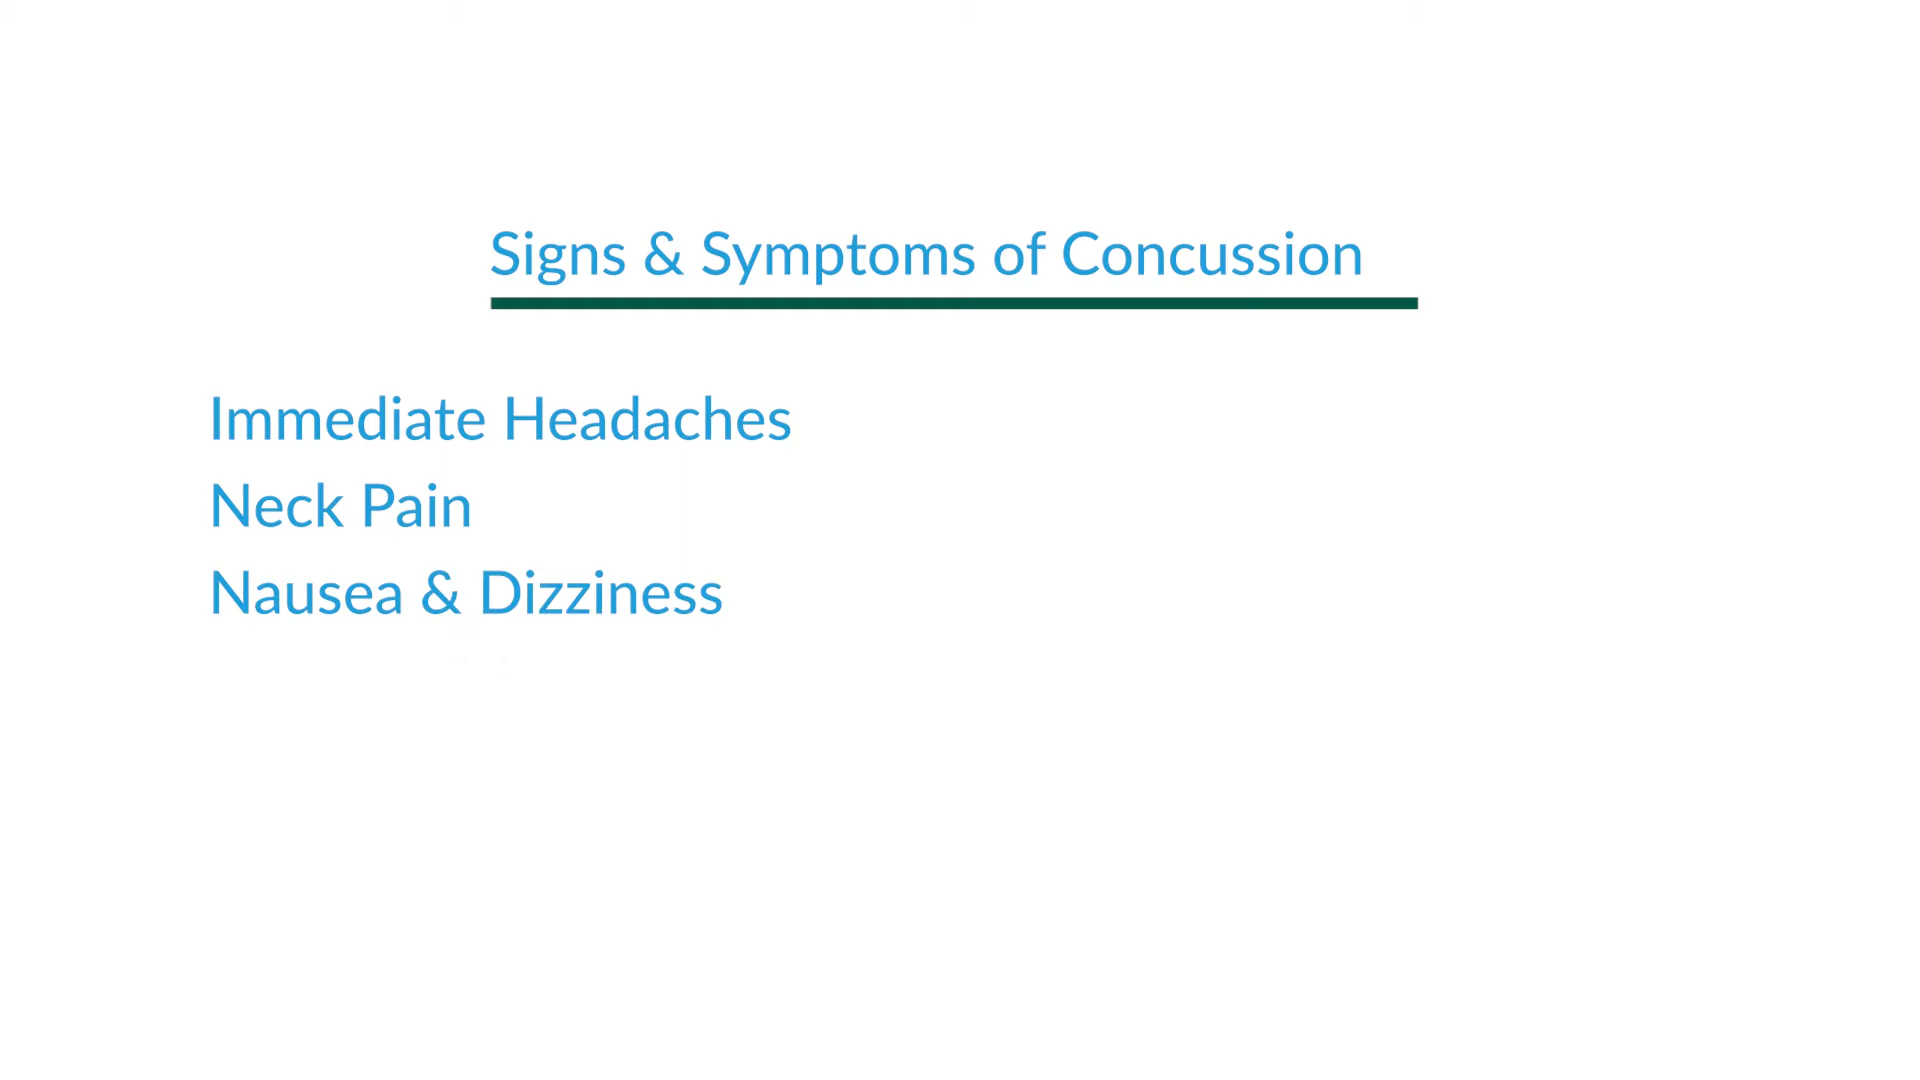 Signs & Symptoms of Concussion
Immediate Headaches
Neck Pain
Nausea & Dizziness